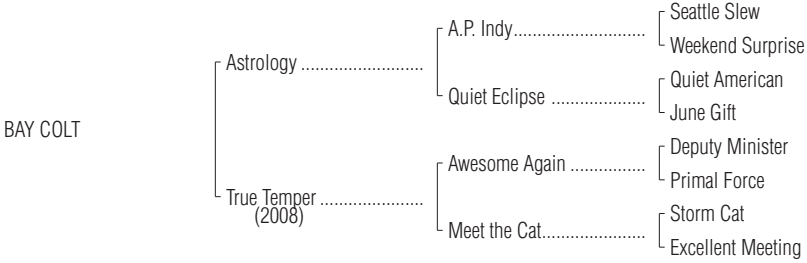 Seattle Slew
A.P. Indy............................
Weekend Surprise
Astrology ..........................
Quiet American
Quiet Eclipse ....................
June Gift
BAY COLT
Deputy Minister
Awesome Again ................
Primal Force
True Temper ......................
(2008)
Storm Cat
Meet the Cat......................
Excellent Meeting